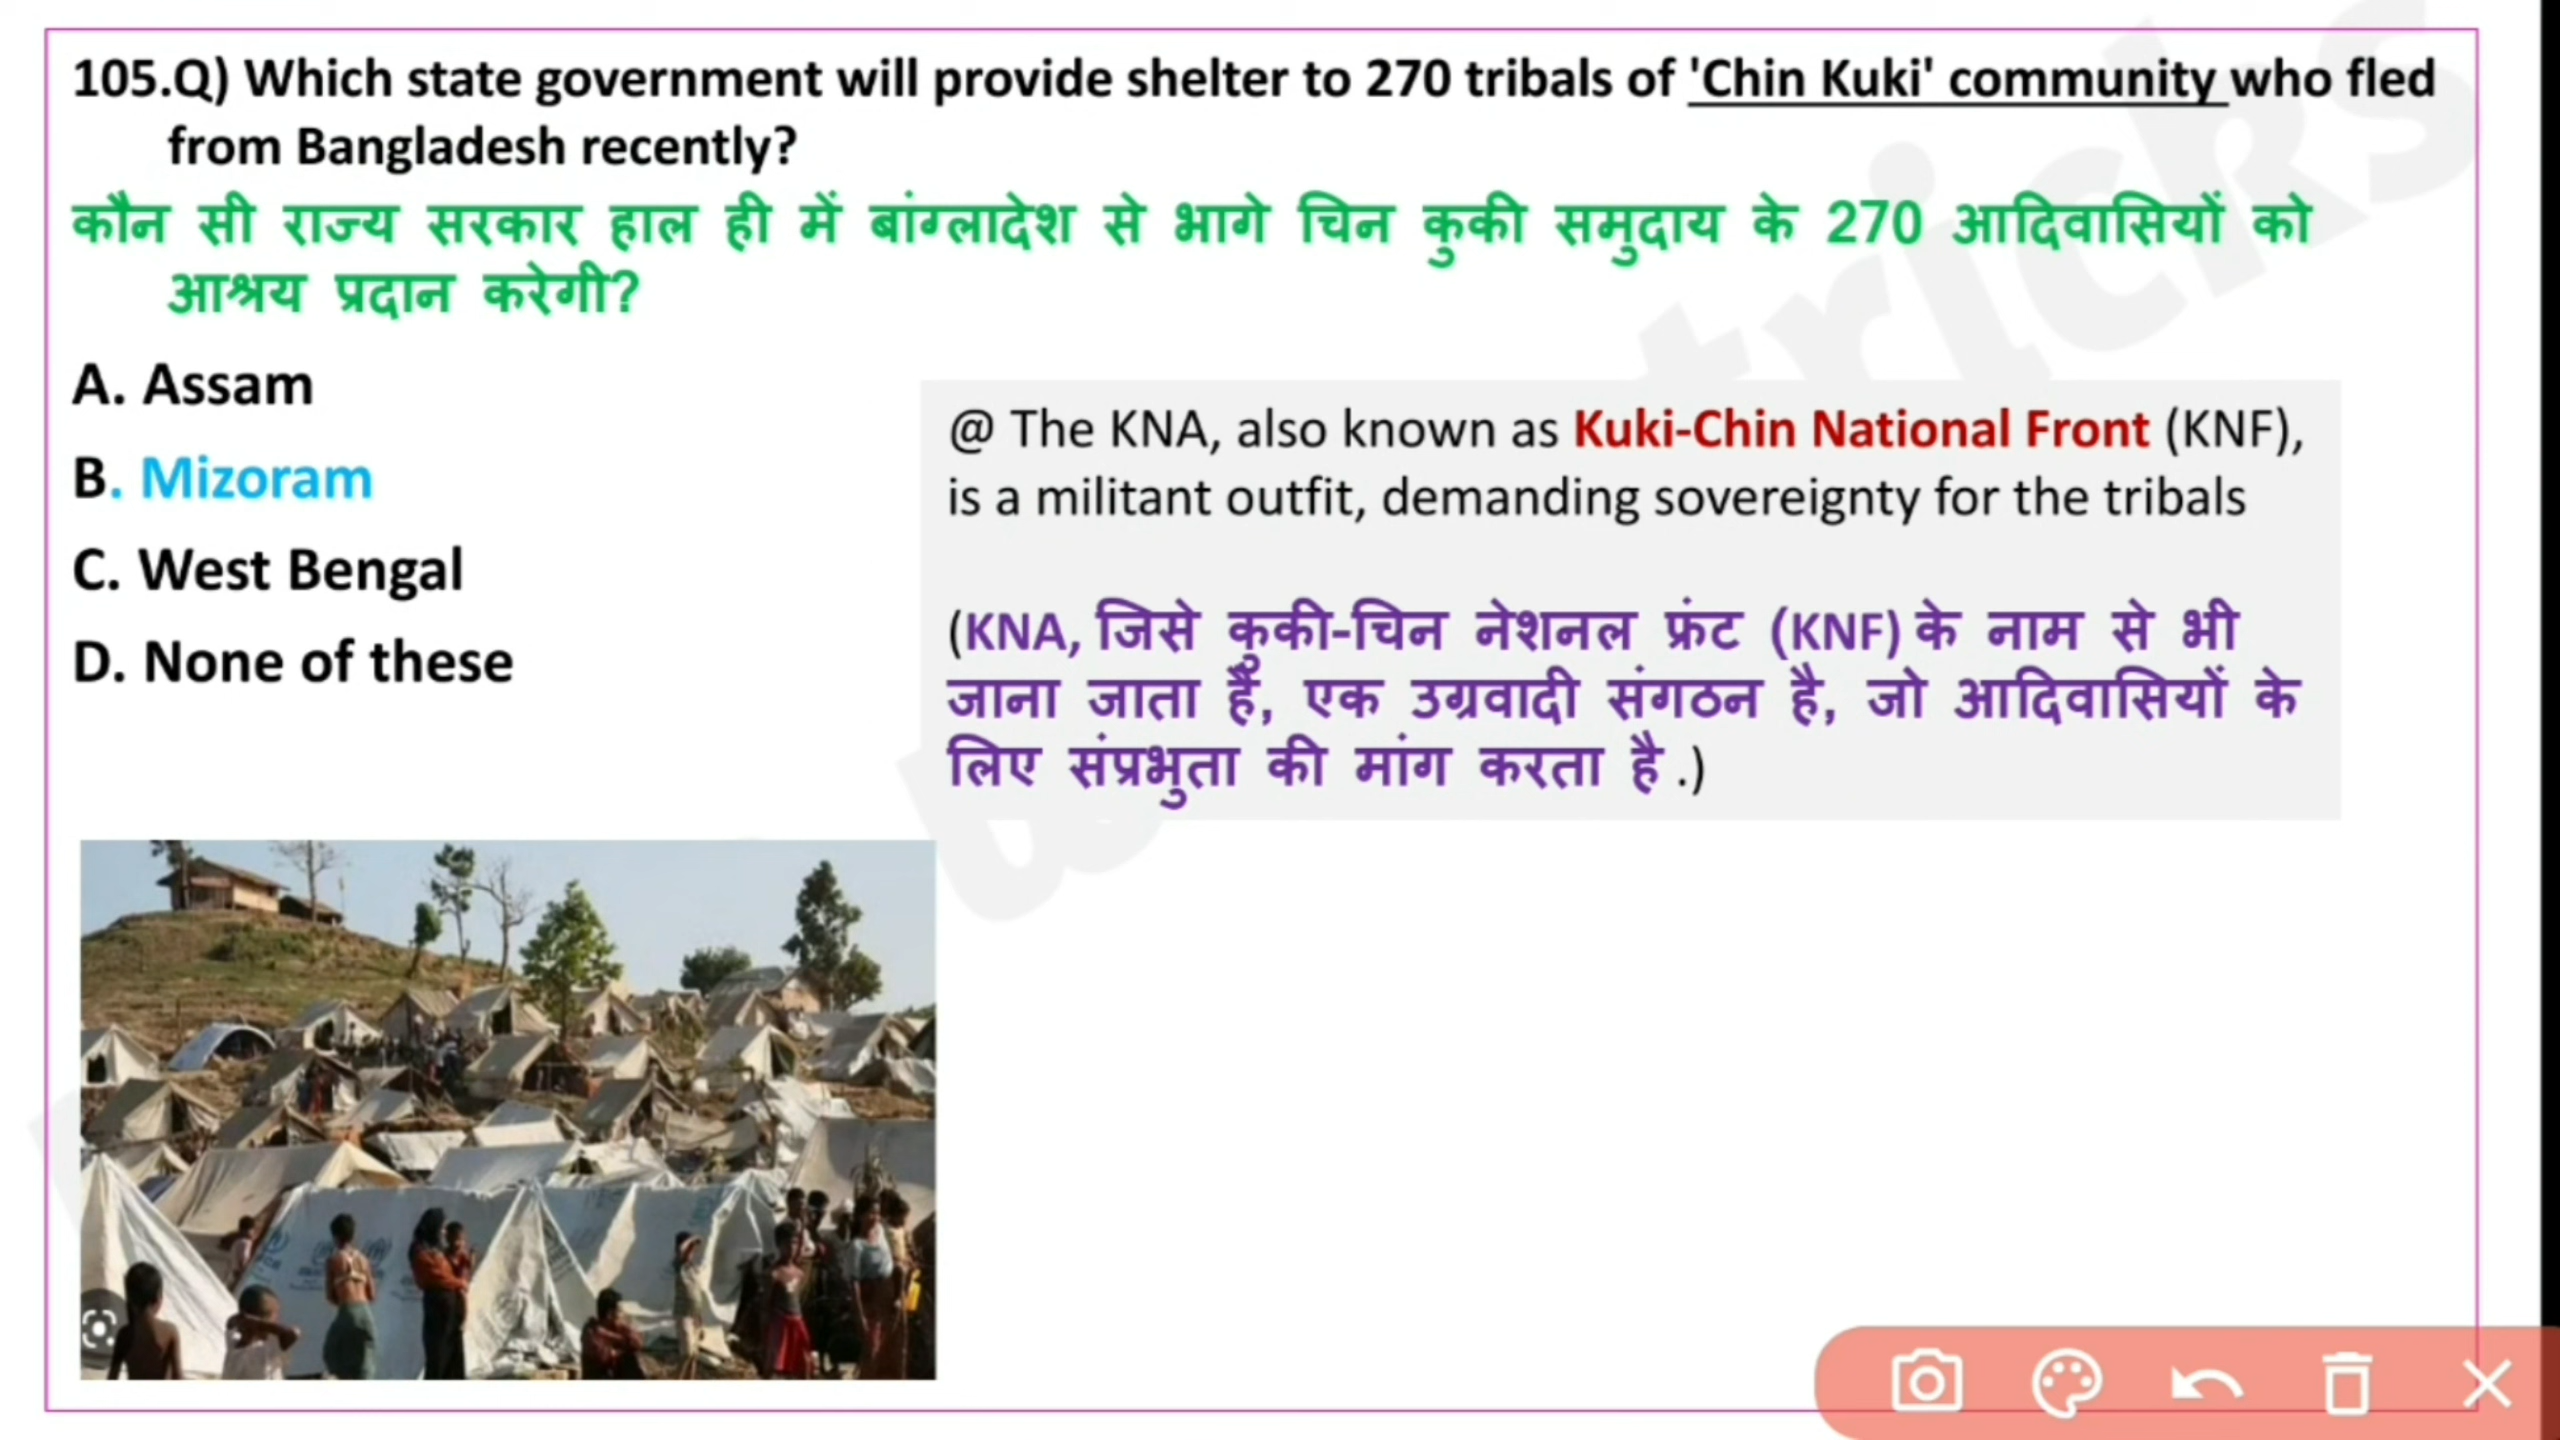 105.Q) Which state government will provide shelter to 270 tribals of 'Chin Kuki' community who fled
from Bangladesh recently?
कौन सी राज्य सरकार हाल ही में बांग्लादेश से भागे चिन कुकी समुदाय के 270 आदिवासियों को
आश्रय प्रदान करेगी?
A. Assam
B. Mizoram
C. West Bengal
D. None of these
@ The KNA, also known as Kuki-Chin National Front (KNF),
is a militant outfit, demanding sovereignty for the tribals
(KNA, जिसे कुकी-चिन नेशनल फ्रंट (KNF) के नाम से भी
जाना जाता है, एक उग्रवादी संगठन है, जो आदिवासियों के
लिए संप्रभुता की मांग करता है .)
tricks